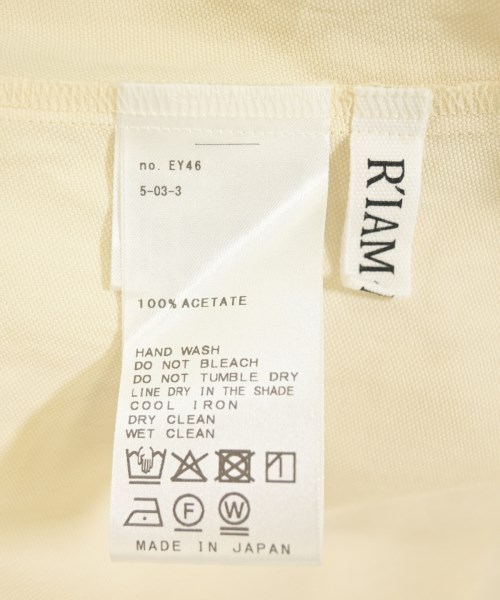 no. EY46
5-03-3
R'IAM
100% ACETATE
HAND WASH
DO NOT BLEACH
DO NOT TUMBLE DRY
LINE DRY IN THE SHADE
COOL IRON
DRY CLEAN
WET CLEAN
F
W
MADE IN JAPAN